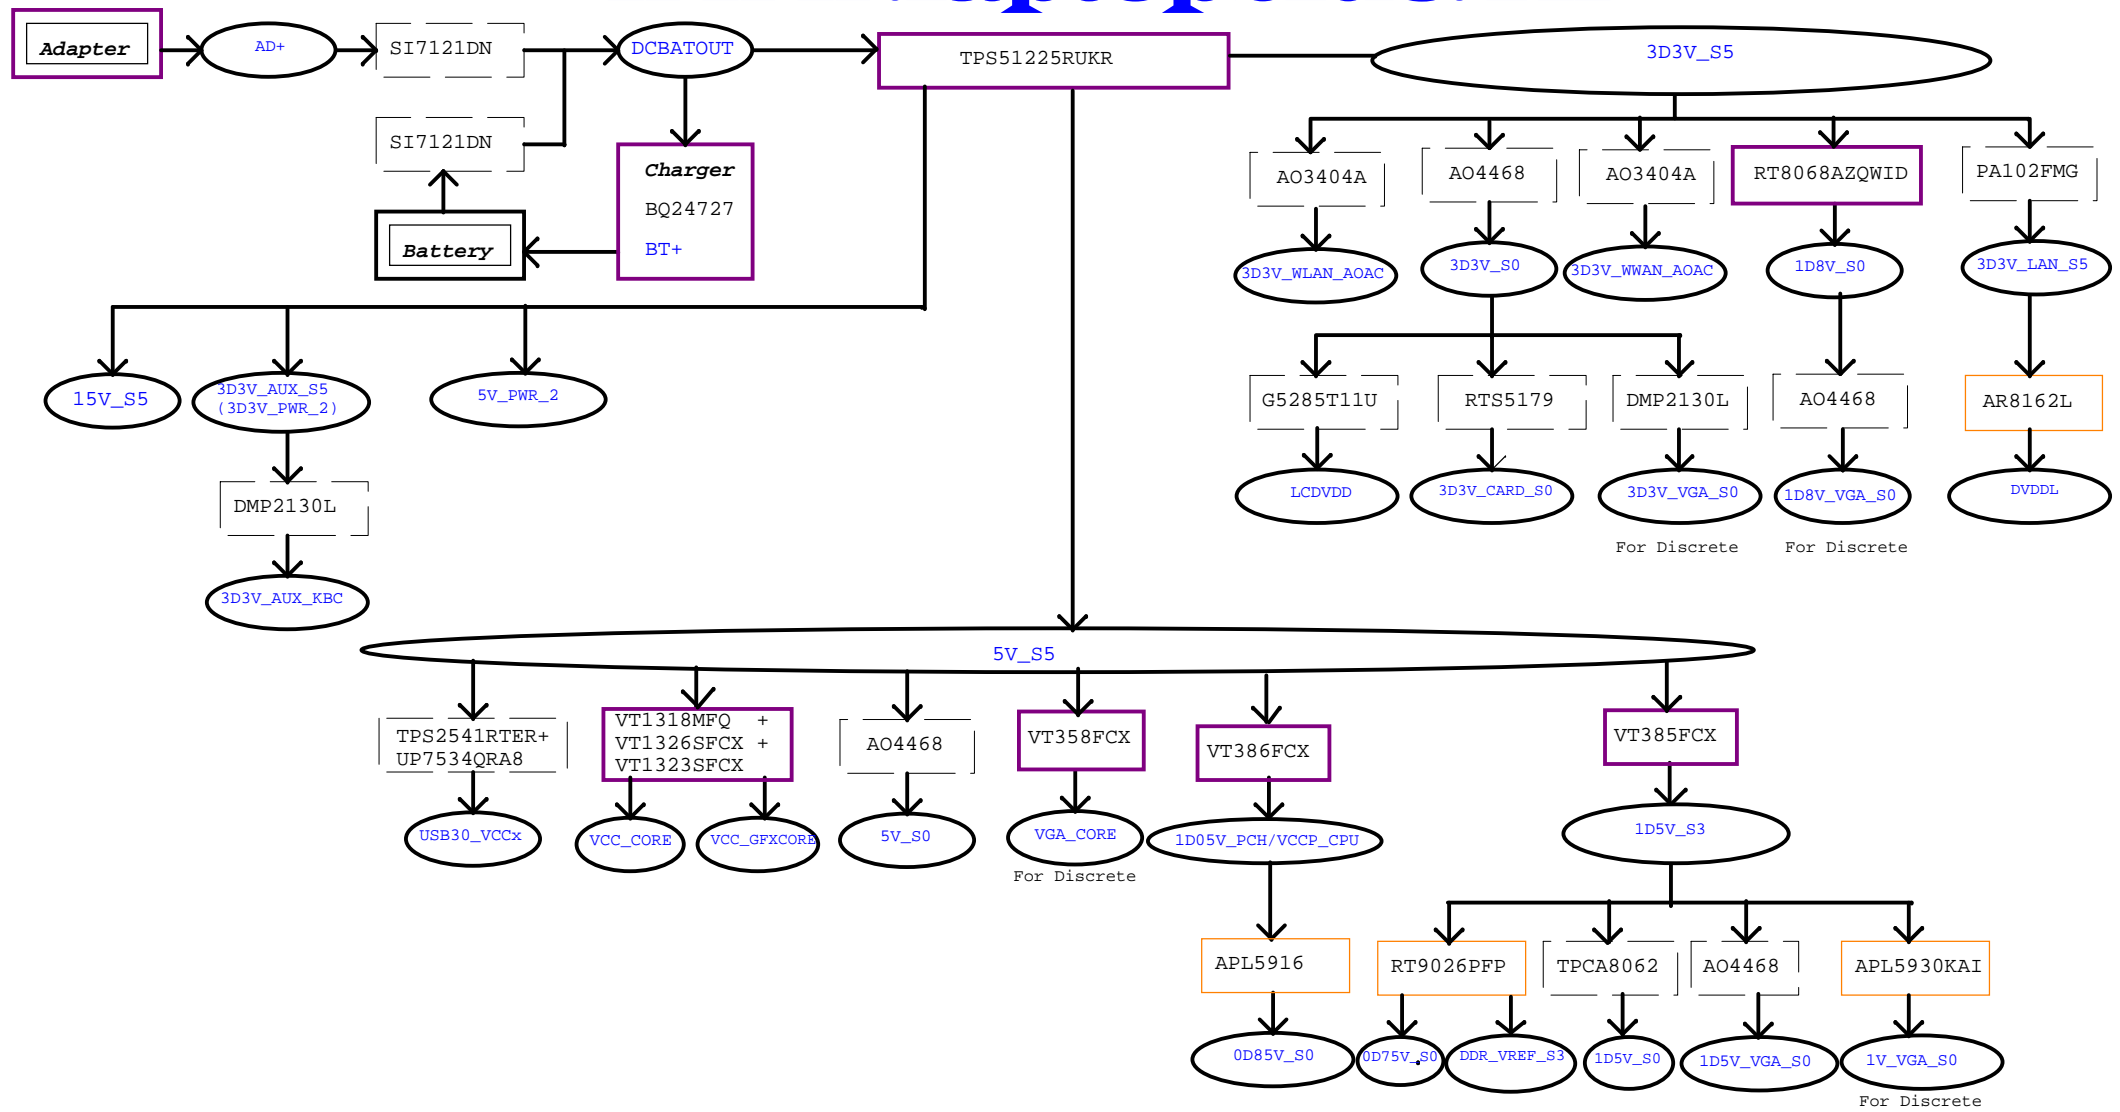 Adapter
AD+
SI7121DN
DCBATOUT
TPS51225RUKR
3D3V_S5
SI7121DN
Charger
BQ24727
BT+
Battery
AO3404A
AO4468
AO3404A
RT8068AZQWID
PA102FMG
3D3V_WLAN_AOAC
3D3V_S0
3D3V_WWAN_AOAC
1D8V_S0
3D3V_LAN_S5
15V_S5
3D3V_AUX_S5
(3D3V_PWR_2)
5V_PWR_2
G5285T11U
RTS5179
DMP2130L
AO4468
AR8162L
LCDVDD
3D3V_CARD_S0
3D3V_VGA_S0
1D8V_VGA_S0
DVDDL
For Discrete
For Discrete
DMP2130L
3D3V_AUX_KBC
5V_S5
TPS2541RTER+
UP7534QRA8
VT1318MFQ +
VT1326SFCX +
VT1323SFCX
AO4468
VT358FCX
VT386FCX
VT385FCX
USB30_VCCx
VCC_CORE
VCC_GFXCORE
5V_S0
VGA_CORE
For Discrete
1D05V_PCH/VCCP_CPU
1D5V_S3
APL5916
RT9026PFP
TPCA8062
AO4468
APL5930KAI
0D85V_S0
0D75V_S0
DDR_VREF_S3
1D5V_S0
1D5V_VGA_S0
1V_VGA_S0
For Discrete